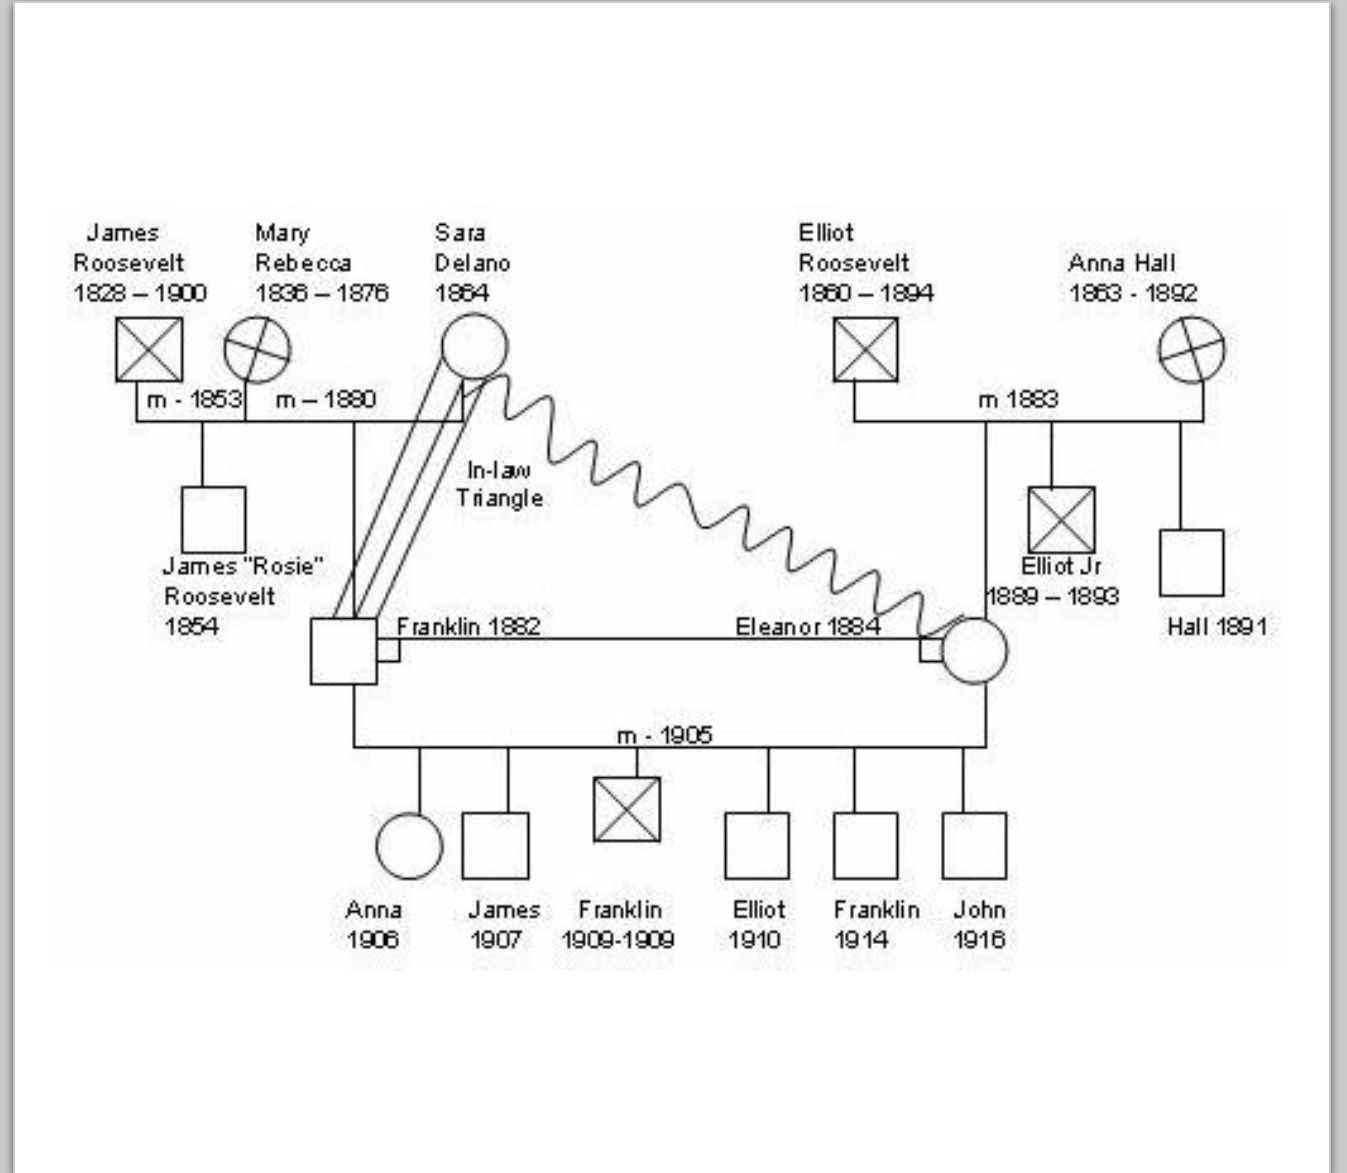 James
Roosevelt
1828 – 1900
Mary
Rebecca
1836 – 1876
Sara
Delano
1864
Elliot
Roosevelt
1860 – 1894
Anna Hall
1863 - 1892
m - 1853
m – 1880
m 1883
In-law
Triangle
James "Rosie"
Roosevelt
1854
Elliot Jr
1889 – 1893
Hall 1891
Franklin 1882
Eleanor 1884
m - 1905
Anna
1906
James
1907
Franklin
1909-1909
Elliot
1910
Franklin
1914
John
1916